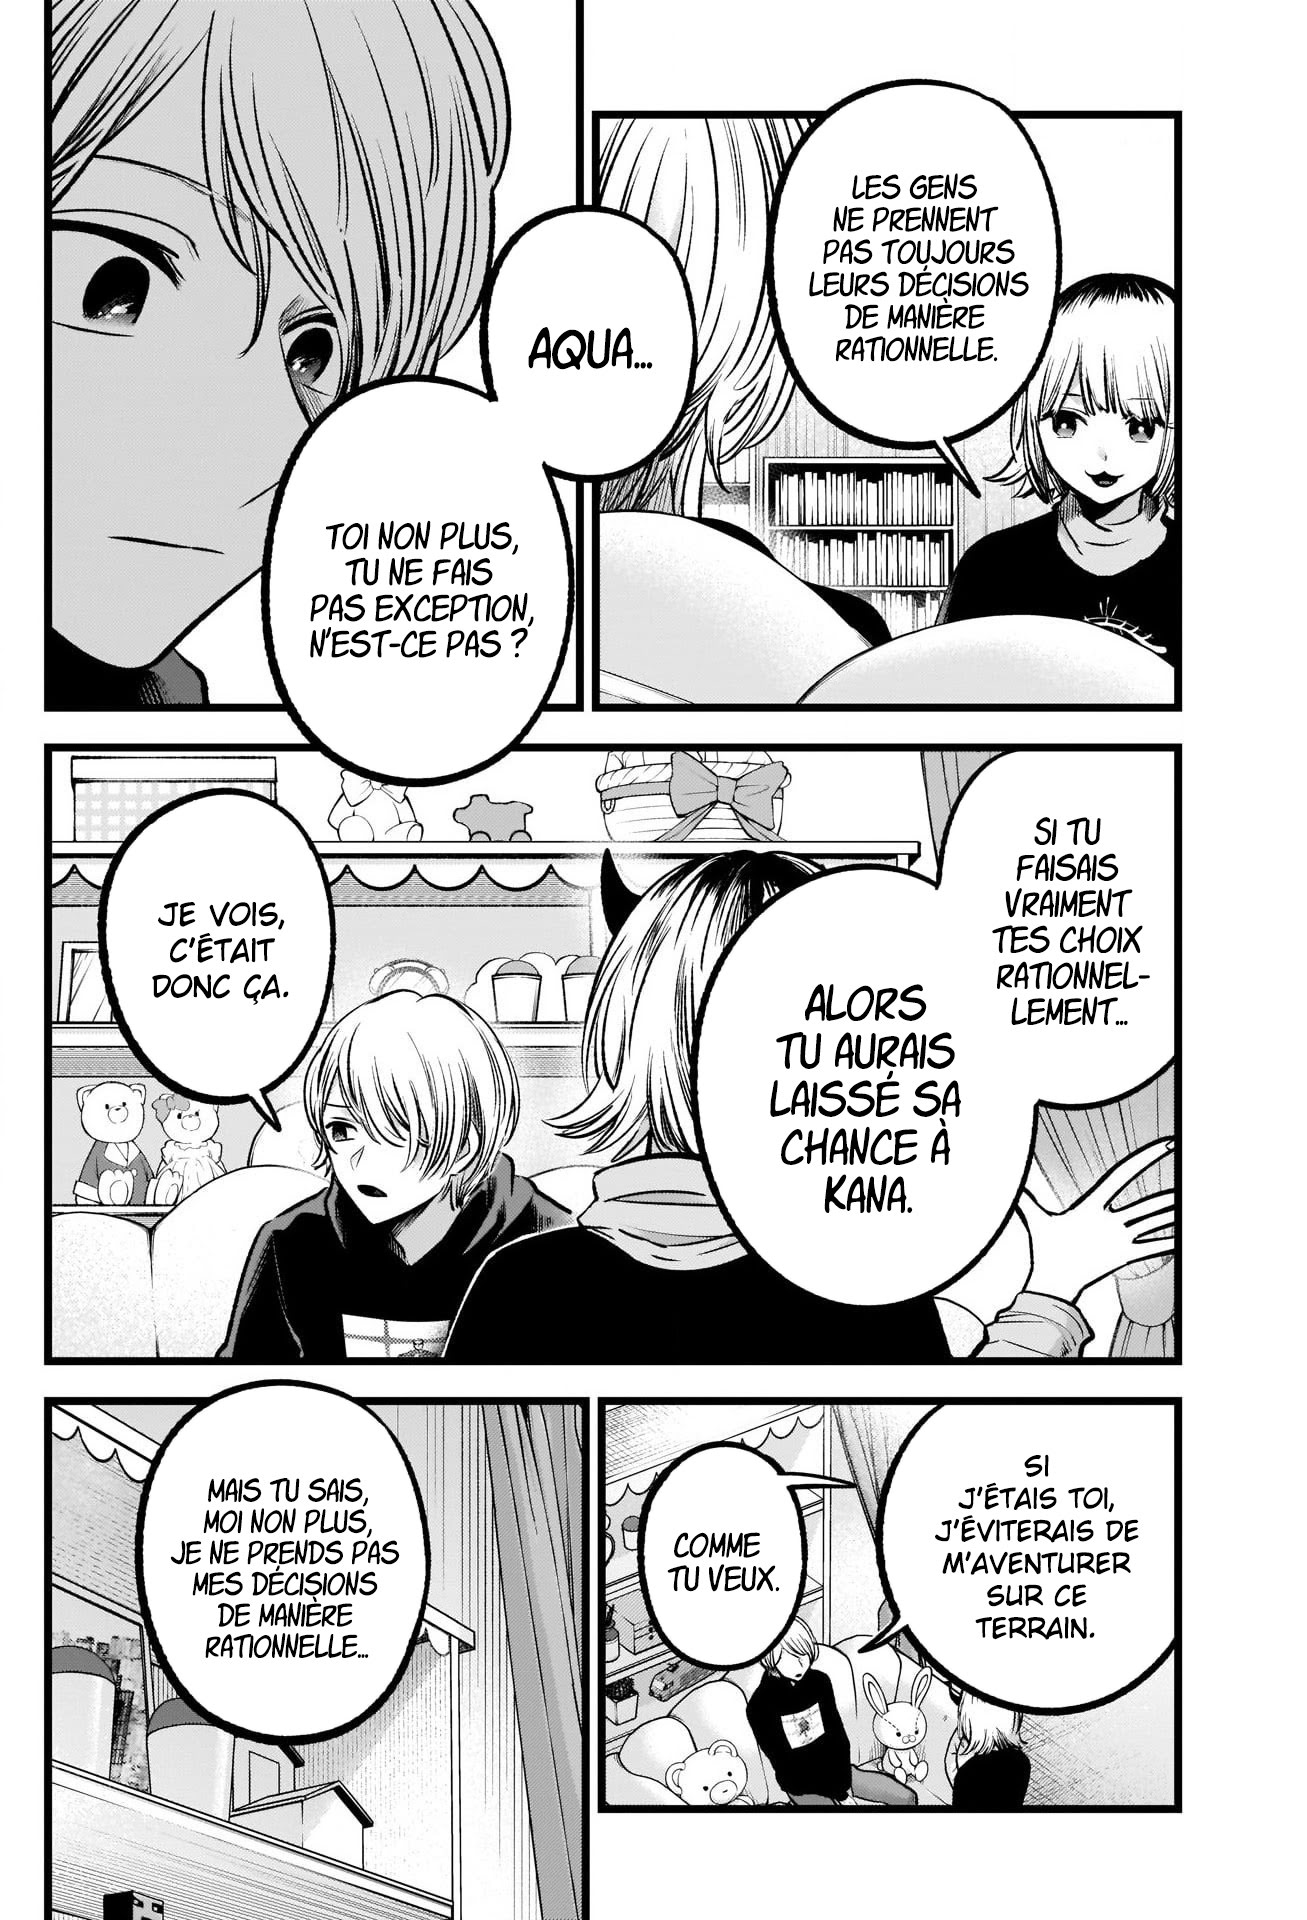 LES GENS
NE PRENNENT
PAS TOUJOURS
LEURS DÉCISIONS
DE MANIÈRE
RATIONNELLE.
AQUA...
TOI NON PLUS,
TU NE FAIS
PAS EXCEPTION,
N'EST-CE PAS ?
SI TU
FAISAIS
VRAIMENT
TES CHOIX
RATIONNEL-
LEMENT...
ALORS
TU AURAIS
LAISSÉ SA
CHANCE À
KANA.
JE VOIS,
C'ÉTAIT
DONC ÇA.
SI
J'ÉTAIS TOI,
J'ÉVITERAIS DE
M'AVENTURER
SUR CE
TERRAIN.
COMME
TU VEUX.
MAIS TU SAIS,
MOI NON PLUS,
JE NE PRENDS PAS
MES DÉCISIONS
DE MANIÈRE
RATIONNELLE...